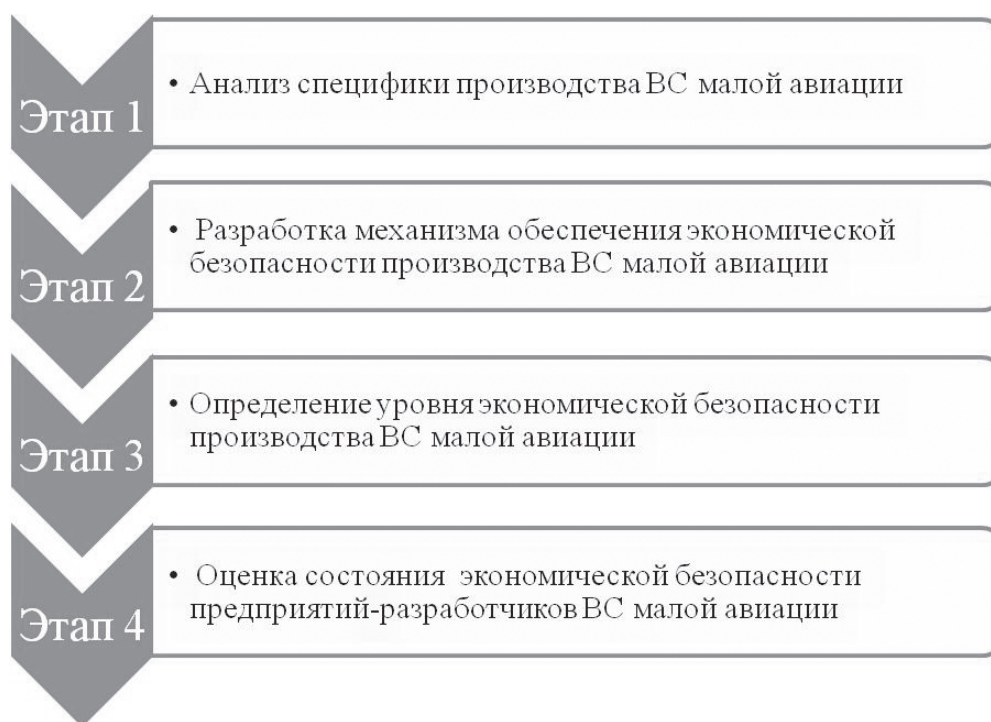 Этап 1
• Анализ специфики производства ВС малой авиации
Этап 2
• Разработка механизма обеспечения экономической
безопасности производства ВС малой авиации
Этап 3
• Определение уровня экономической безопасности
производства ВС малой авиации
Этап 4
• Оценка состояния экономической безопасности
предприятий-разработчиков ВС малой авиации